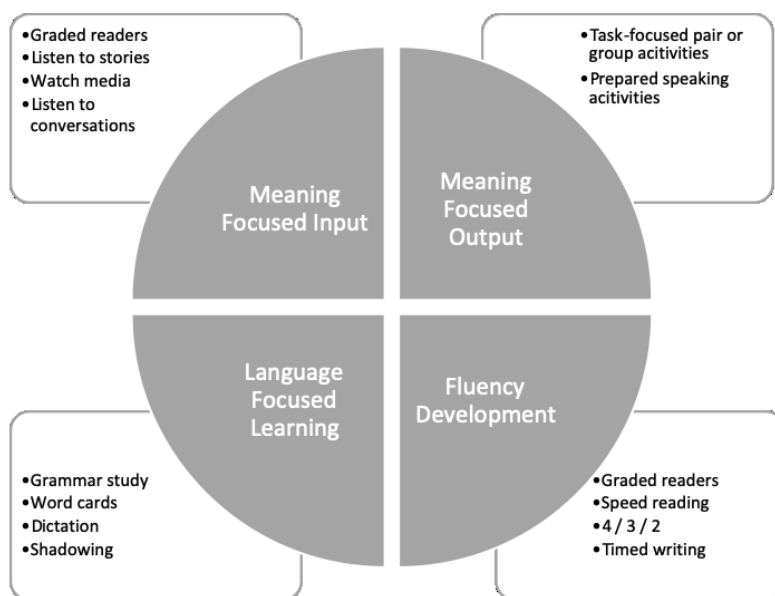 •Graded readers
•Listen to stories
•Watch media
•Listen to
conversations
•Task-focused pair or
group acitivities
•Prepared speaking
acitivities
Meaning
Focused Input
Meaning
Focused
Output
Language
Focused
Learning
Fluency
Development
•Grammar study
•Word cards
•Dictation
•Shadowing
•Graded readers
•Speed reading
•4 / 3 / 2
•Timed writing